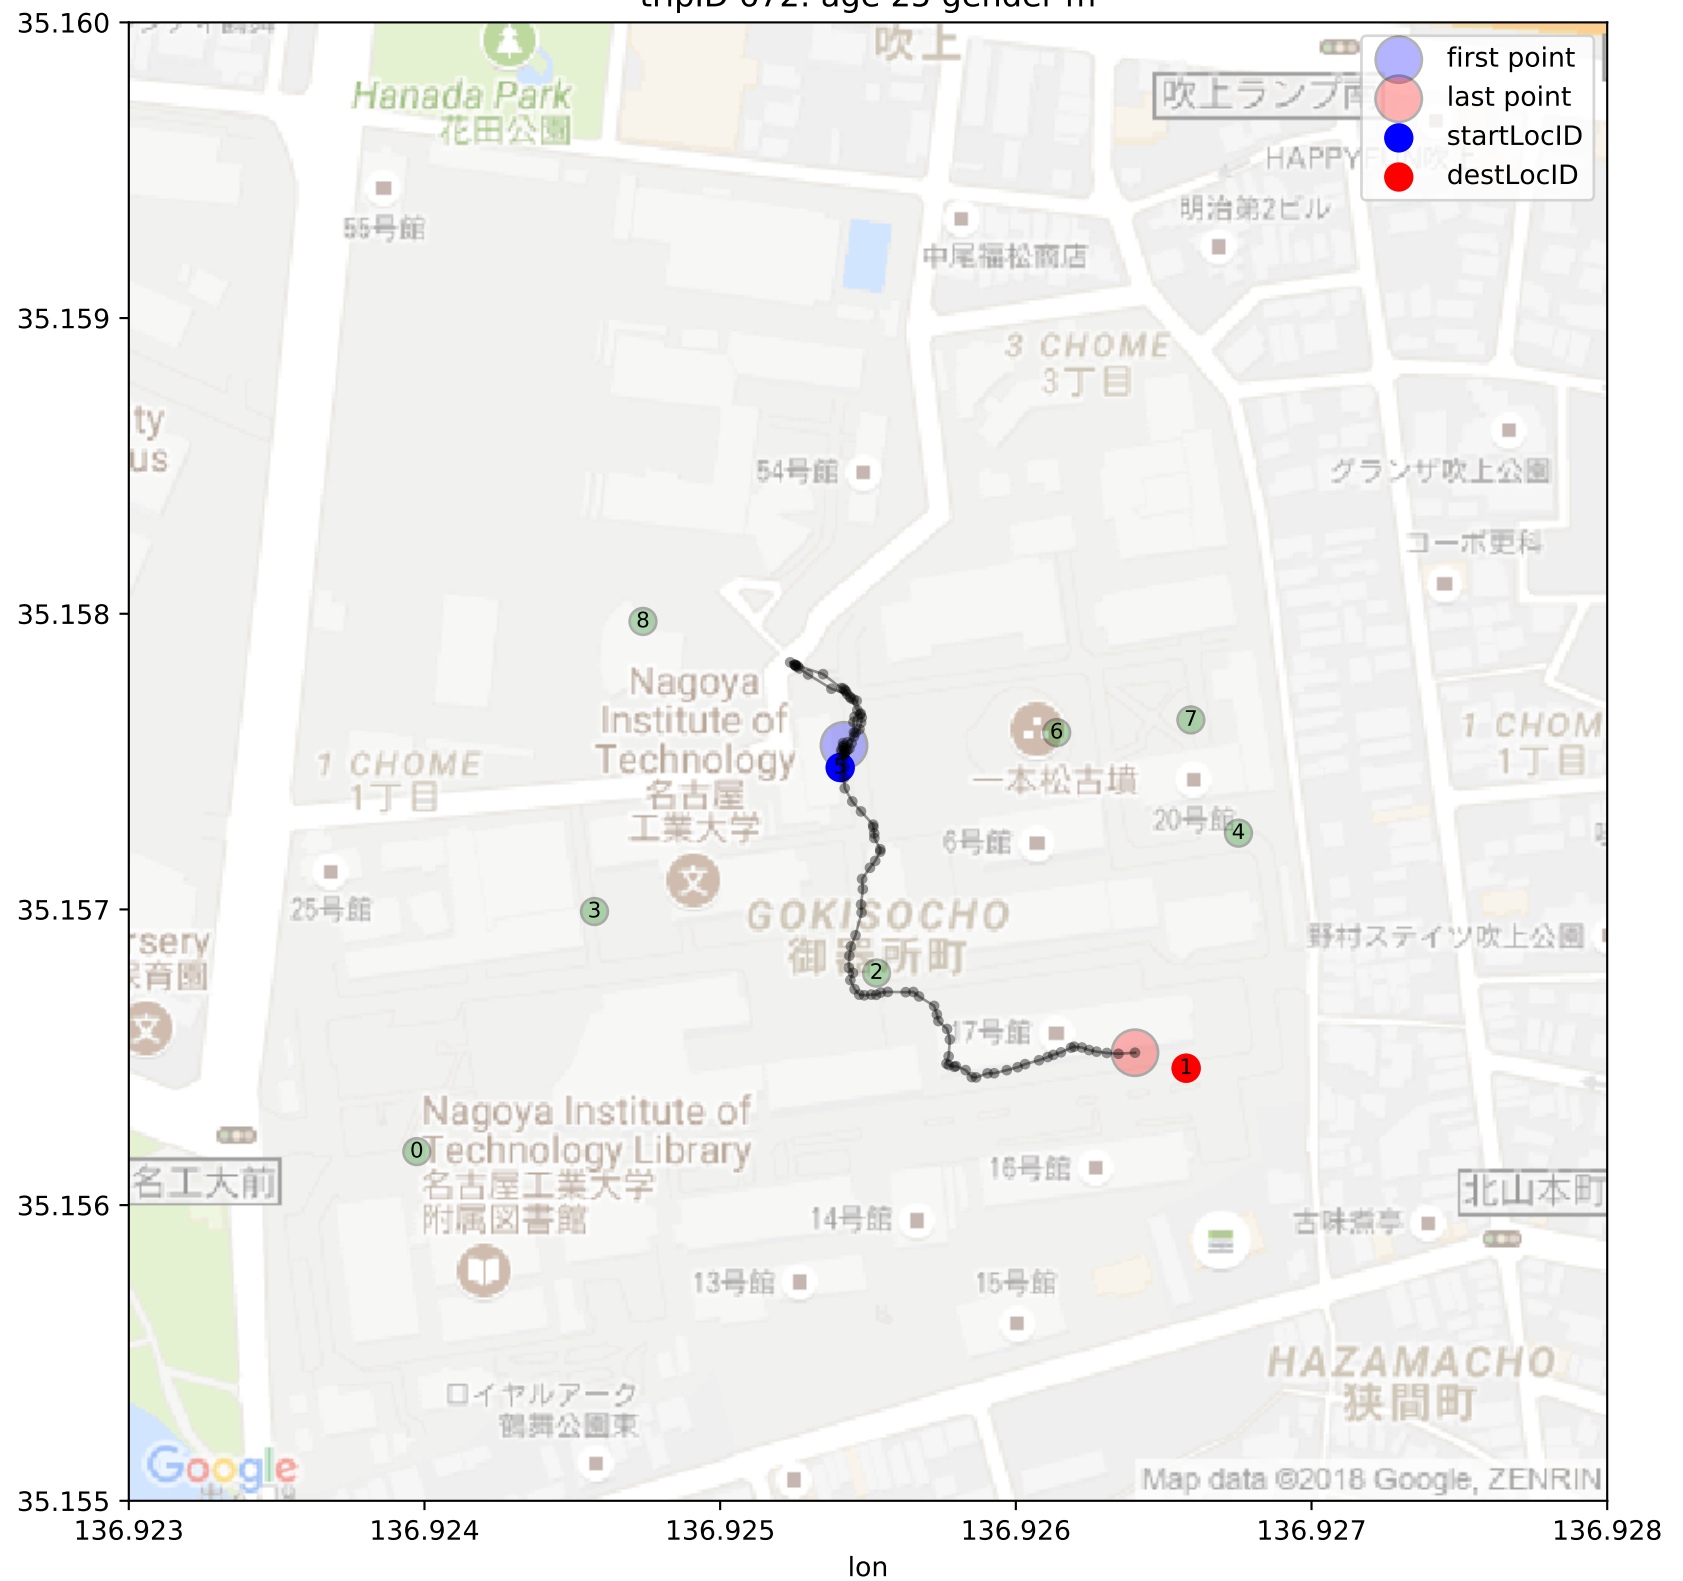 35.160
35.159
35.158
35.157
35.156
35.155
136.923
136.924
136.925
136.926
136.927
136.928
lon
first point
last point
startLocID
destLocID
吹上
Hanada Park
花田公園
吹上ランプ南
55号館
中尾福松商店
明治第2ビル
3 CHOME
3丁目
ty
us
54号館
グランザ吹上公園
コーポ更科
8
Nagoya
Institute of
Technology
名古屋
工業大学
1 CHOME
1丁目
5
6
7
一本松古墳
1 CHOM
1丁目
20号館
4
6号館
25号館
3
GOKISOCHO
御器所町
2
野村ステイツ吹上公園
rsery
保育園
17号館
1
Nagoya Institute of
Technology Library
名古屋工業大学
附属図書館
0
名工大前
16号館
北山本町
14号館
古味煮亭
13号館
15号館
HAZAMACHO
狭間町
ロイヤルアーク
鶴舞公園東
Google
Map data ©2018 Google, ZENRIN